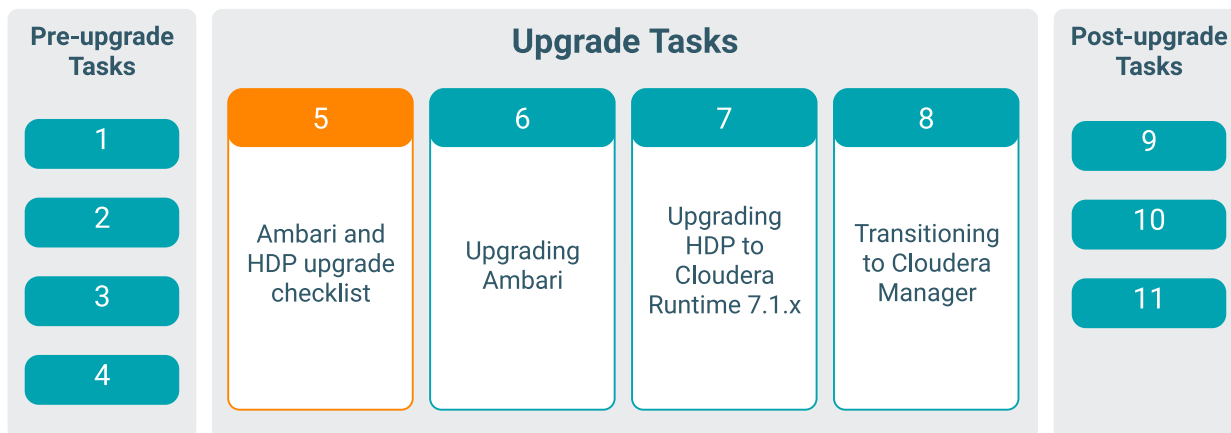 Pre-upgrade
Tasks
1
2
3
4
Upgrade Tasks
5
Ambari and
HDP upgrade
checklist
6
Upgrading
Ambari
7
Upgrading
HDP to
Cloudera
Runtime 7.1.x
8
Transitioning
to Cloudera
Manager
Post-upgrade
Tasks
9
10
11